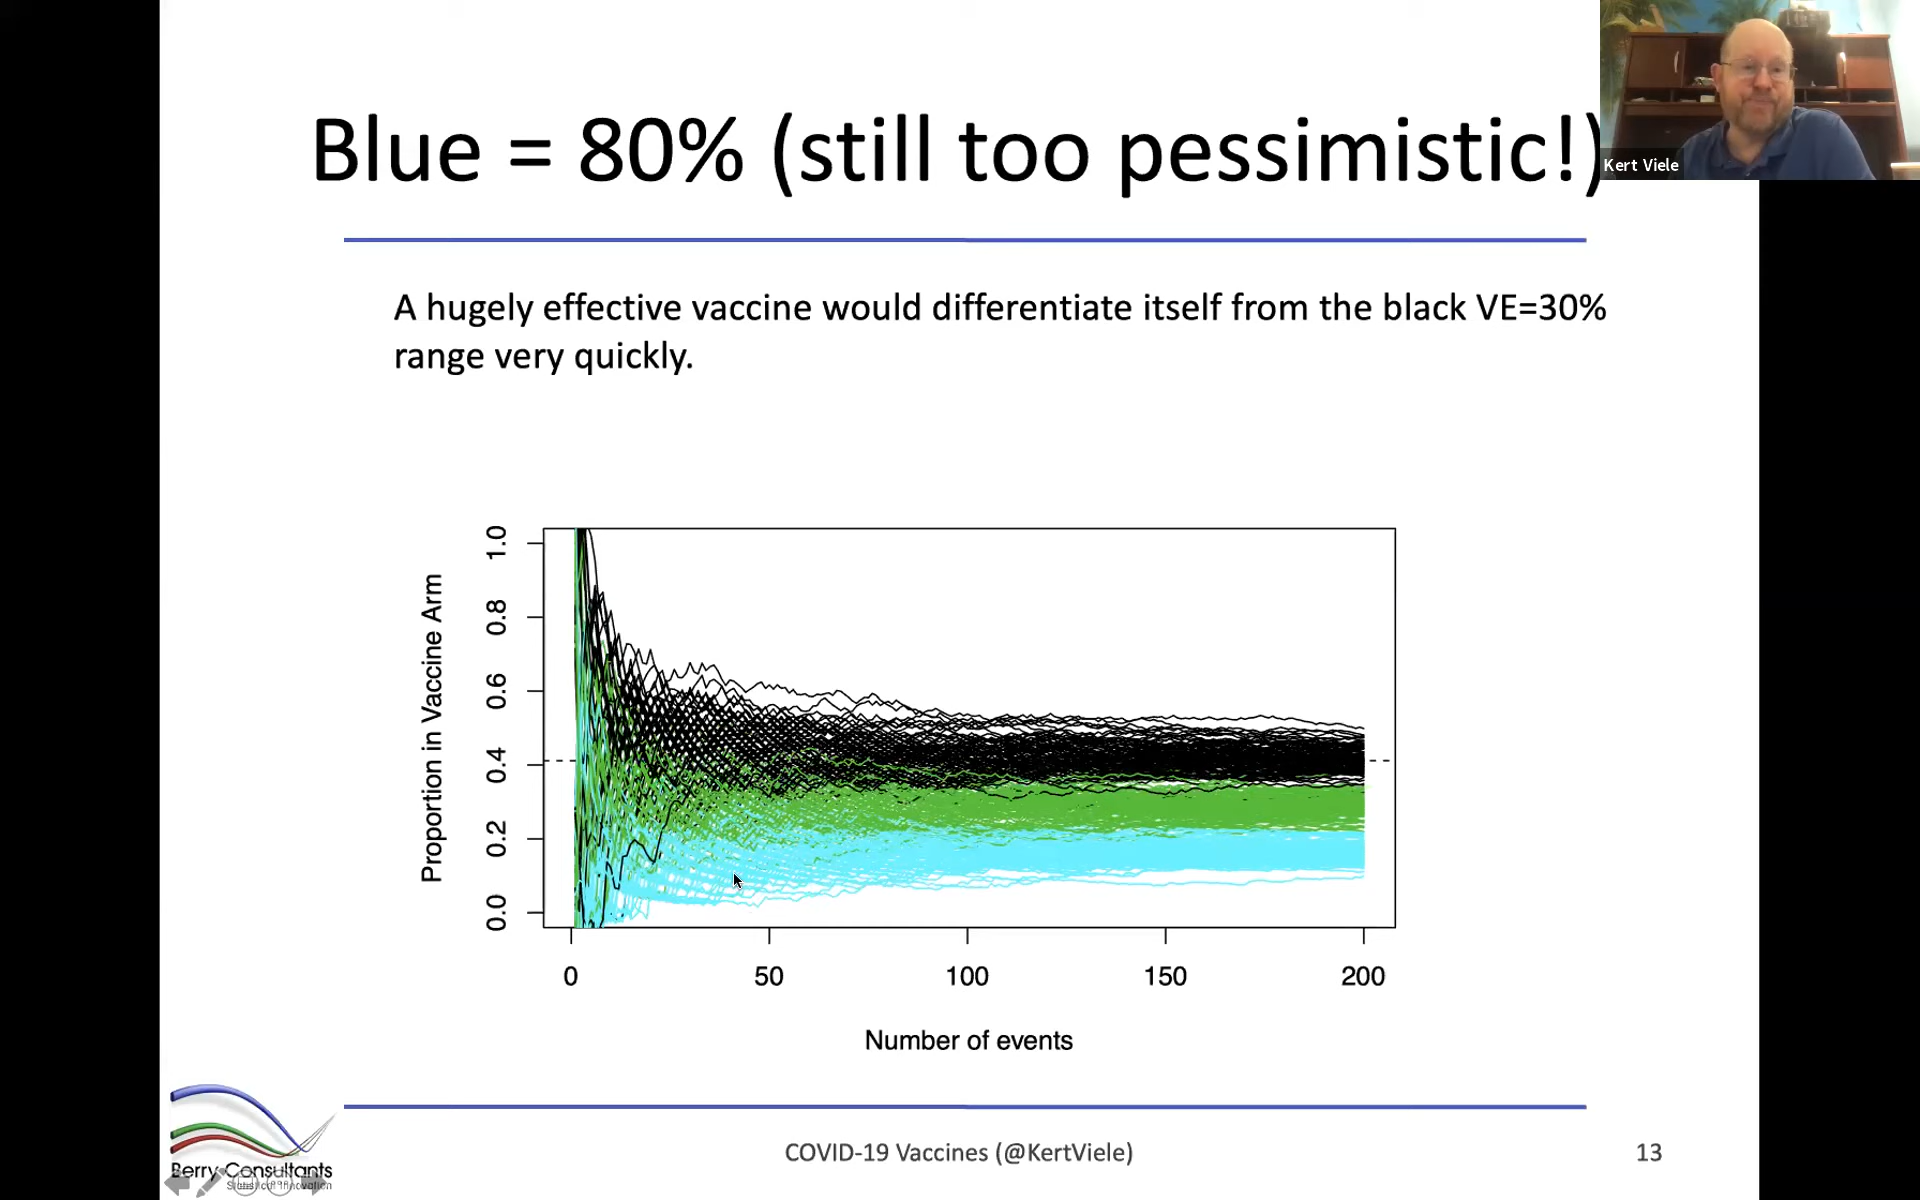 Blue = 80% (still too pessimistic!)
Kert Viele
A hugely effective vaccine would differentiate itself from the black VE=30%
range very quickly.
Proportion in Vaccine Arm
1.0
0.8
0.6
0.4
0.2
0.0
0 50 100 150 200
Number of events
Berry Consultants
Statistical Innovation
COVID-19 Vaccines (@KertViele)
13